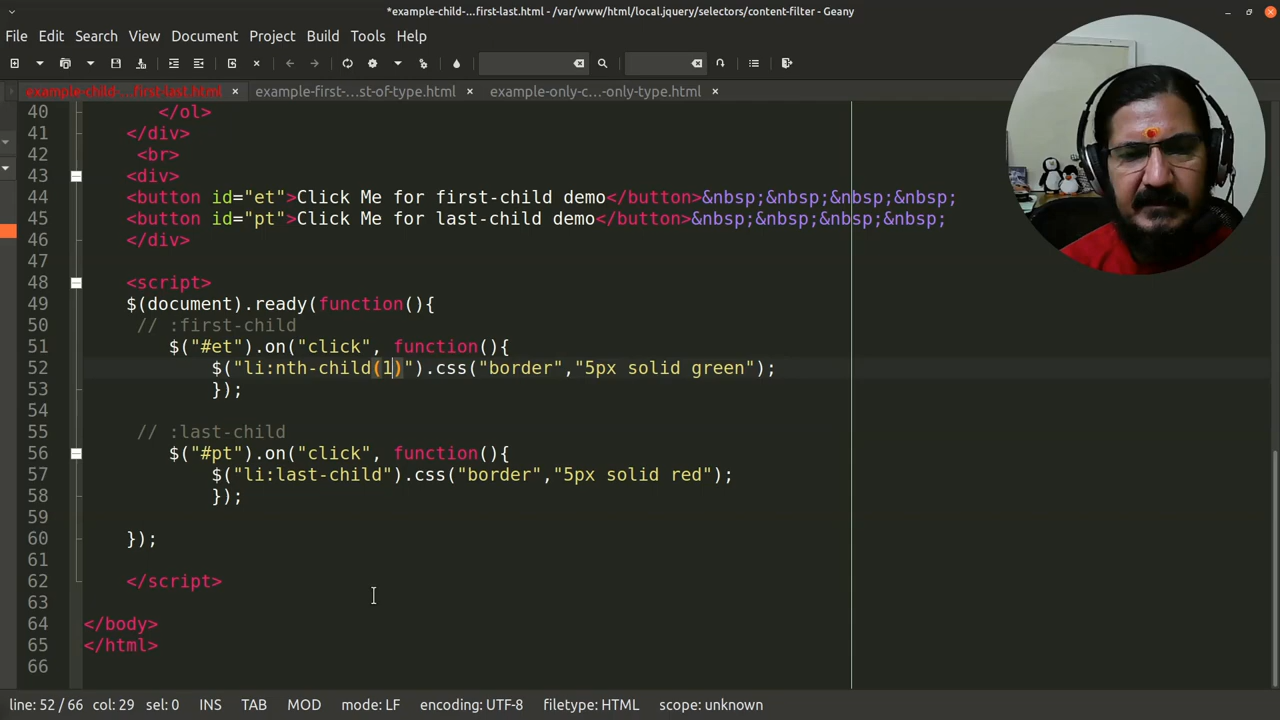 *example-child-...first-last.html - /var/www/html/local.jquery/selectors/content-filter - Geany
File Edit Search View Document Project Build Tools Help
example-child-...first-last.html example-first-...st-of-type.html example-only-c...-only-type.html
40 </ol>
41 </div>
42 <br>
43 <div>
44 <button id="et">Click Me for first-child demo</button>&nbsp;&nbsp;&nbsp;&nbsp;
45 <button id="pt">Click Me for last-child demo</button>&nbsp;&nbsp;&nbsp;&nbsp;
46 </div>
47
48 <script>
49 $(document).ready(function(){
50 // :first-child
51 $("#et").on("click", function(){
52 $("li:nth-child(1)").css("border","5px solid green");
53 });
54
55 // :last-child
56 $("#pt").on("click", function(){
57 $("li:last-child").css("border","5px solid red");
58 });
59
60 });
61
62 </script>
63
64 </body>
65 </html>
66
line: 52 / 66 col: 29 sel: 0 INS TAB MOD mode: LF encoding: UTF-8 filetype: HTML scope: unknown